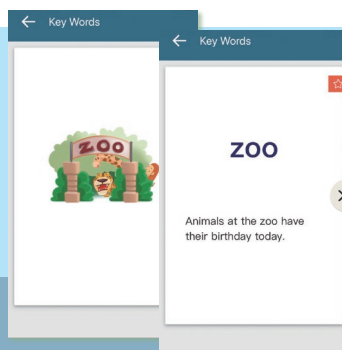 Key Words
ZOO
Key Words
ZOO
Animals at the zoo have
their birthday today.